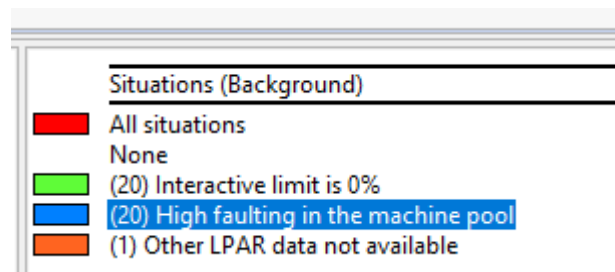 Situations (Background)
All situations
None
(20) Interactive limit is 0%
(20) High faulting in the machine pool
(1) Other LPAR data not available